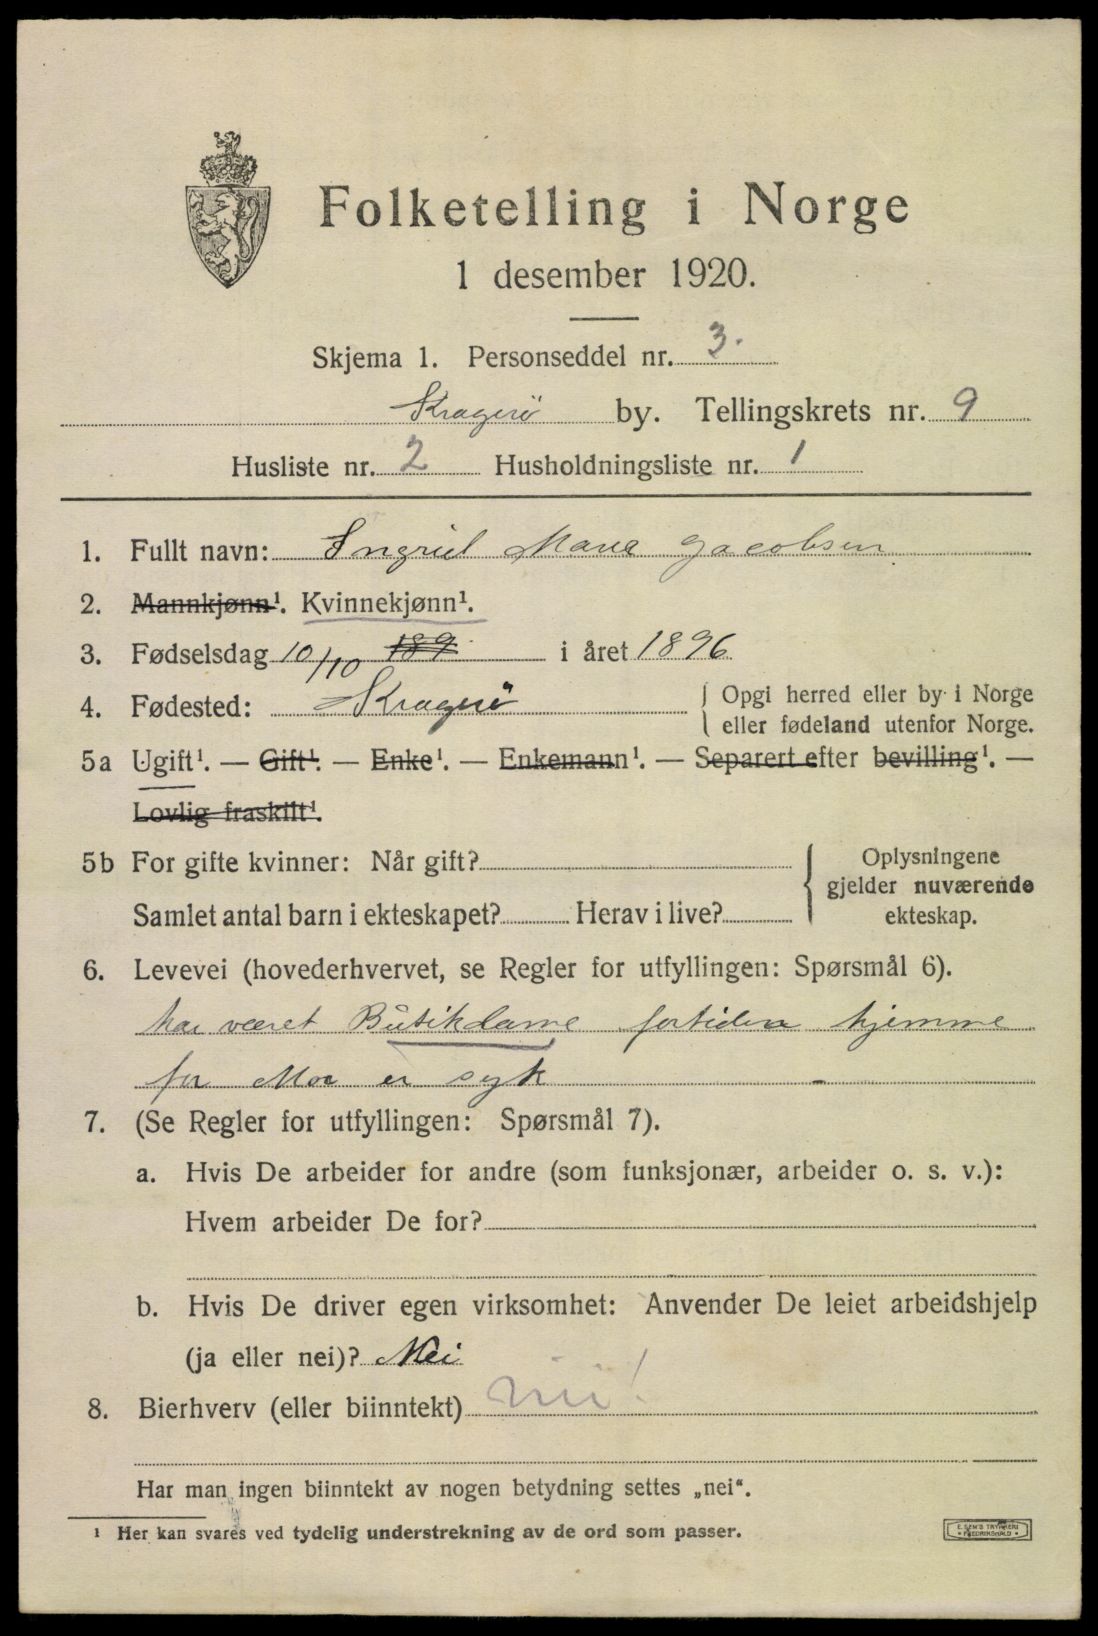 Folketelling i Norge
1 desember 1920.
Skjema 1. Personseddel nr. 3.
Kragerø by. Tellingskrets nr. 9
Husliste nr. 2 Husholdningsliste nr. 1
1. Fullt navn: Ingrid Marie Jacobsen
2. Mannkjønn¹. Kvinnekjønn¹.
3. Fødselsdag 10/10 189 i året 1896
4. Fødested: Kragerø { Opgi herred eller by i Norge
eller fødeland utenfor Norge.
5a Ugift¹. — Gift¹. — Enke¹. — Enkemann¹. — Separert efter bevilling¹. —
Lovlig fraskilt¹.
5b For gifte kvinner: Når gift? { Oplysningene
gjelder nuværende
Samlet antal barn i ekteskapet? Herav i live? ekteskap.
6. Levevei (hovederhvervet, se Regler for utfyllingen: Spørsmål 6).
har været Butikdame fortiden hjemme
for Mor er syk
7. (Se Regler for utfyllingen: Spørsmål 7).
a. Hvis De arbeider for andre (som funksjonær, arbeider o. s. v.):
Hvem arbeider De for?
b. Hvis De driver egen virksomhet: Anvender De leiet arbeidshjelp
(ja eller nei)? Nei
8. Bierhverv (eller biinntekt) nei!
Har man ingen biinntekt av nogen betydning settes „nei“.
¹ Her kan svares ved tydelig understrekning av de ord som passer.
E. SEM'S TRYKKERI
• FREDRIKSHALD •